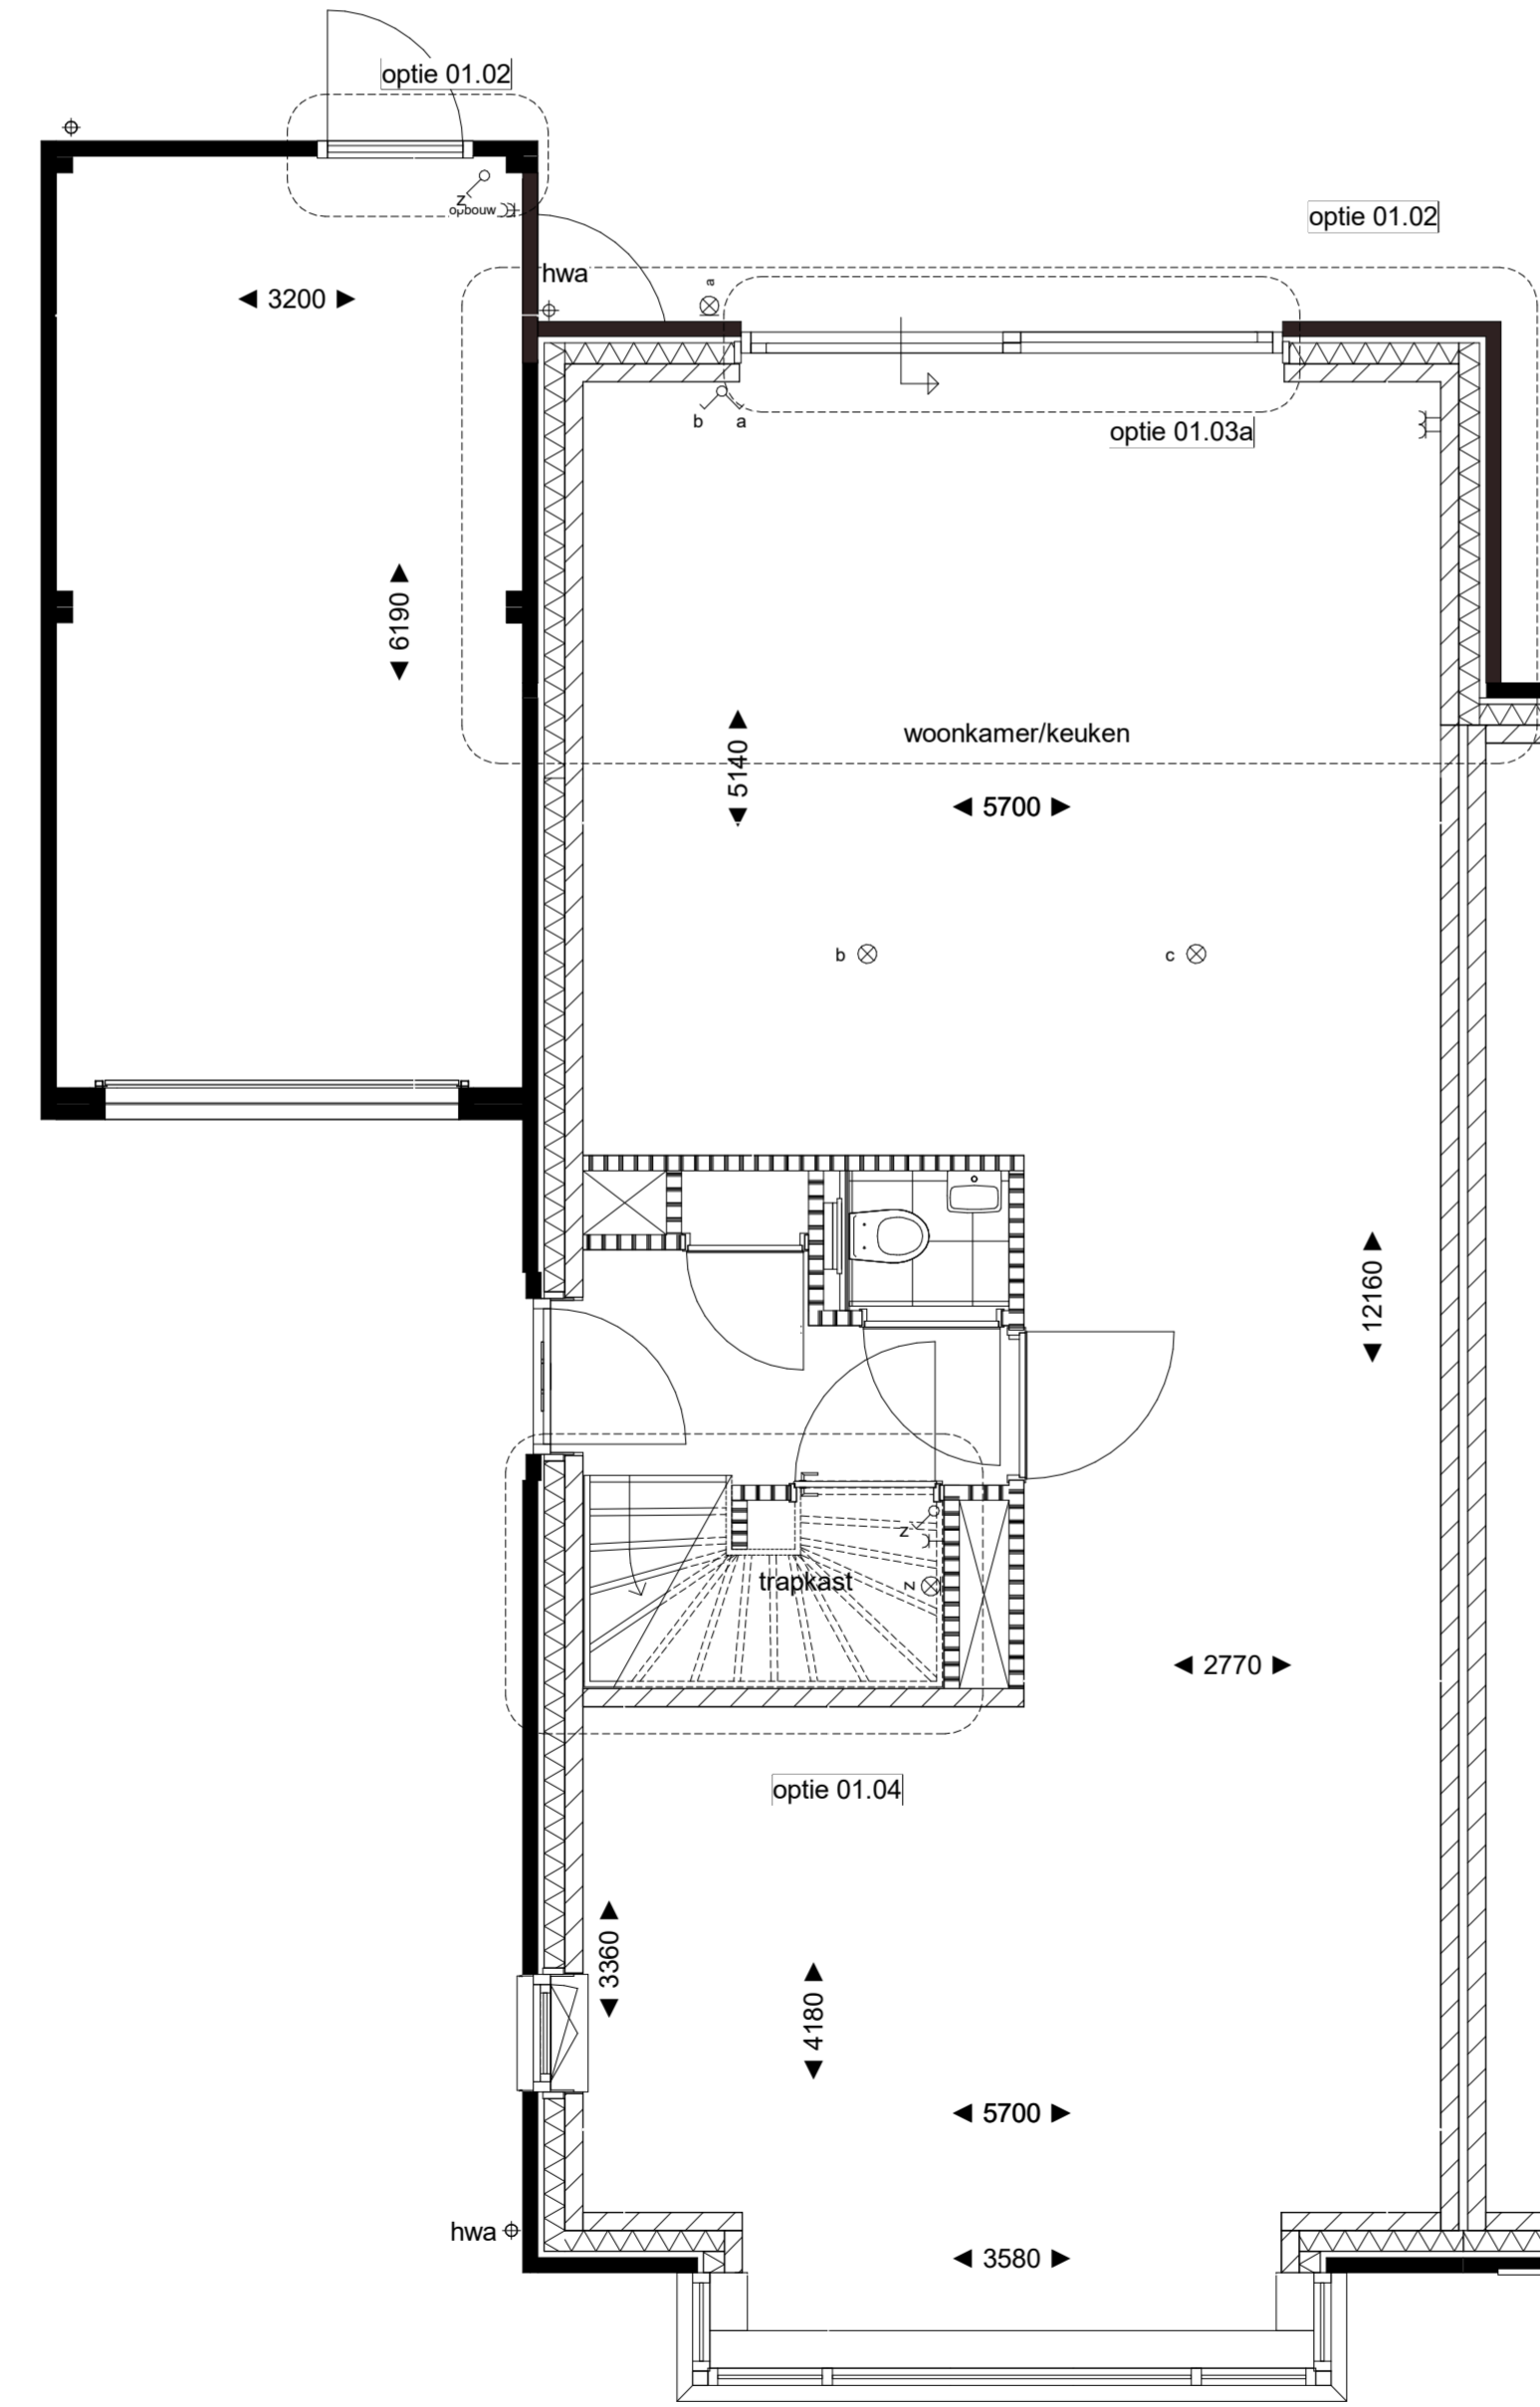 optie 01.02
z
opbouw
optie 01.02
hwa
a
3200
b
a
optie 01.03a
6190
woonkamer/keuken
5140
5700
b
c
12160
z
trapkast
z
2770
optie 01.04
3360
4180
5700
hwa
3580